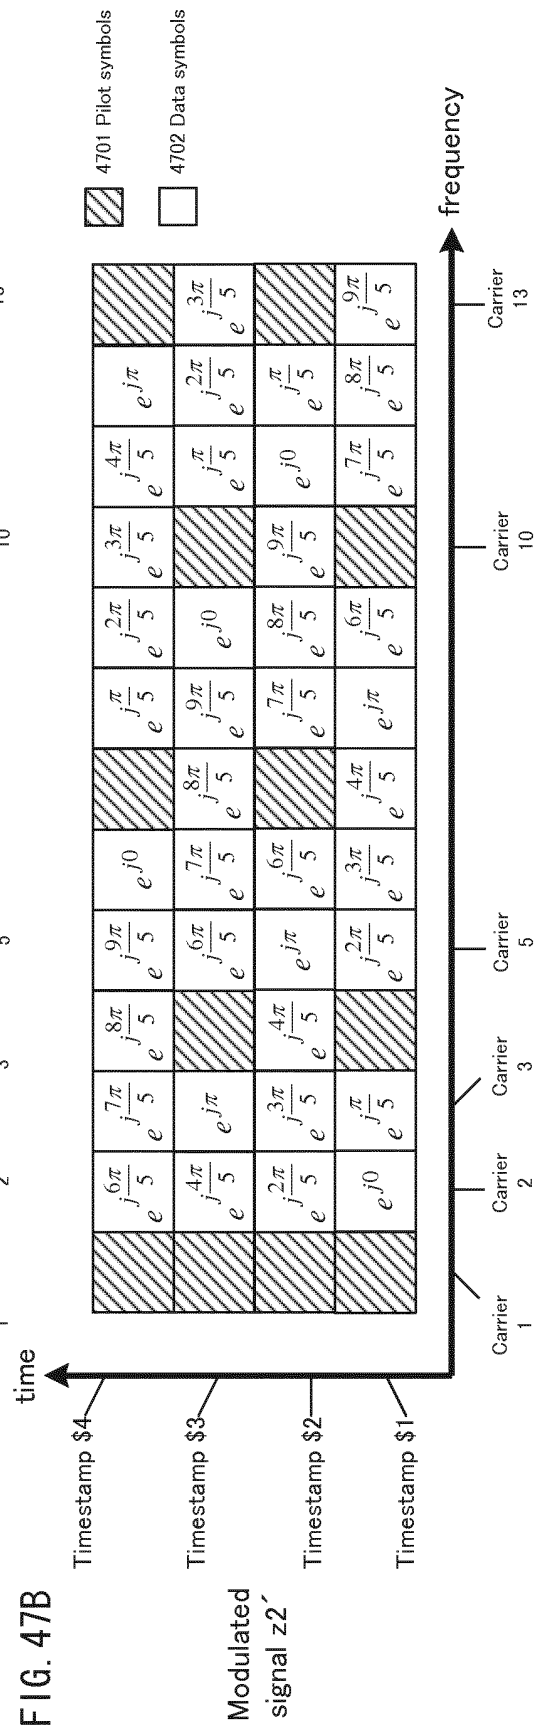 FIG. 47B
Modulated
signal z2´
time
Timestamp $4
Timestamp $3
Timestamp $2
Timestamp $1
e^{j6π/5} e^{j7π/5} e^{j8π/5} e^{j9π/5} e^{j0} e^{jπ/5} e^{j2π/5} e^{j3π/5} e^{j4π/5} e^{jπ}
e^{j4π/5} e^{jπ} e^{j6π/5} e^{j7π/5} e^{j8π/5} e^{j9π/5} e^{j0} e^{jπ/5} e^{j2π/5} e^{j3π/5}
e^{j2π/5} e^{j3π/5} e^{j4π/5} e^{jπ} e^{j6π/5} e^{j7π/5} e^{j8π/5} e^{j9π/5} e^{j0} e^{jπ/5}
e^{j0} e^{jπ/5} e^{j2π/5} e^{j3π/5} e^{j4π/5} e^{jπ} e^{j6π/5} e^{j7π/5} e^{j8π/5} e^{j9π/5}
frequency
Carrier
1
Carrier
2
Carrier
3
Carrier
5
Carrier
10
Carrier
13
4701 Pilot symbols
4702 Data symbols